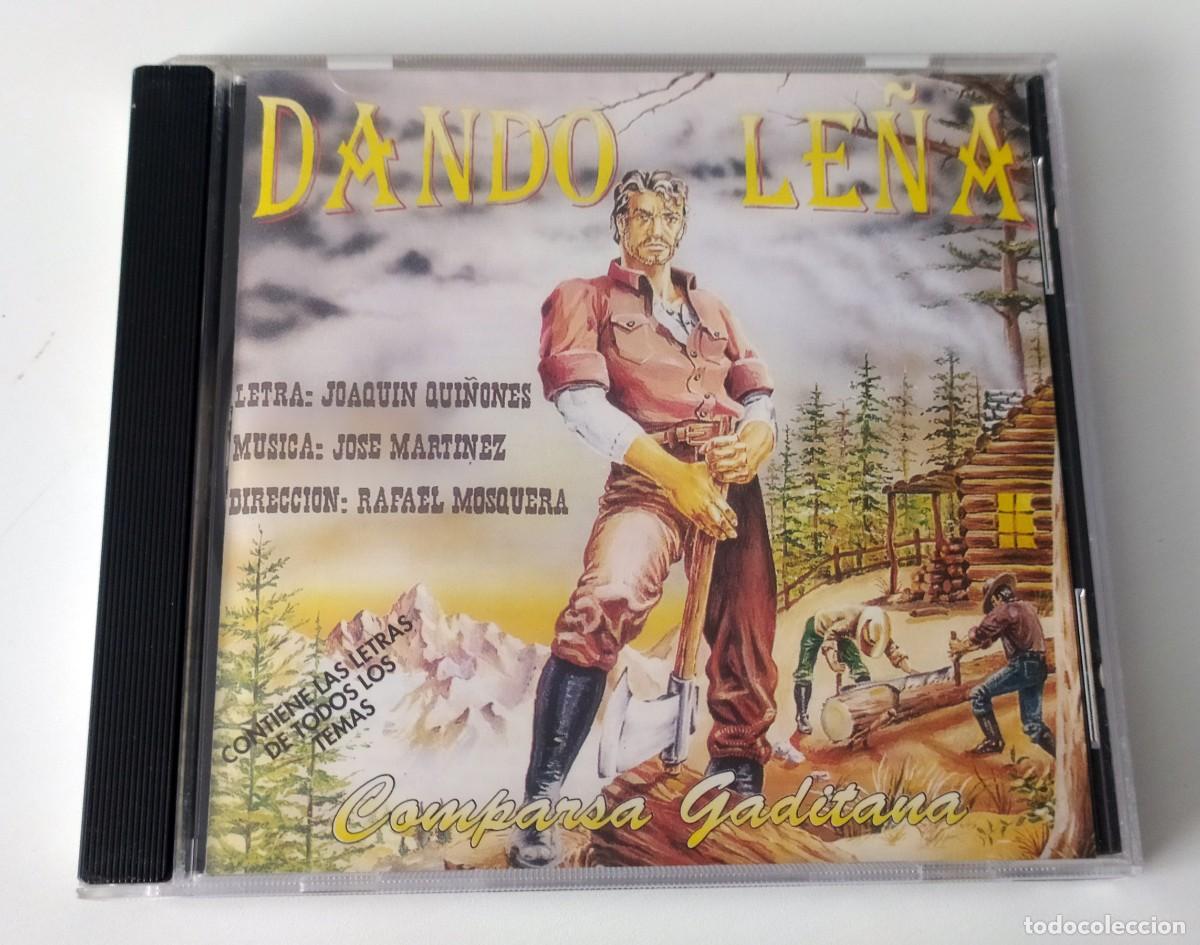 DANDO LEÑA
LETRA: JOAQUIN QUIÑONES
MUSICA: JOSE MARTINEZ
DIRECCION: RAFAEL MOSQUERA
CONTIENE LAS LETRAS
DE TODOS LOS
TEMAS
Comparsa Gaditana
todocoleccion